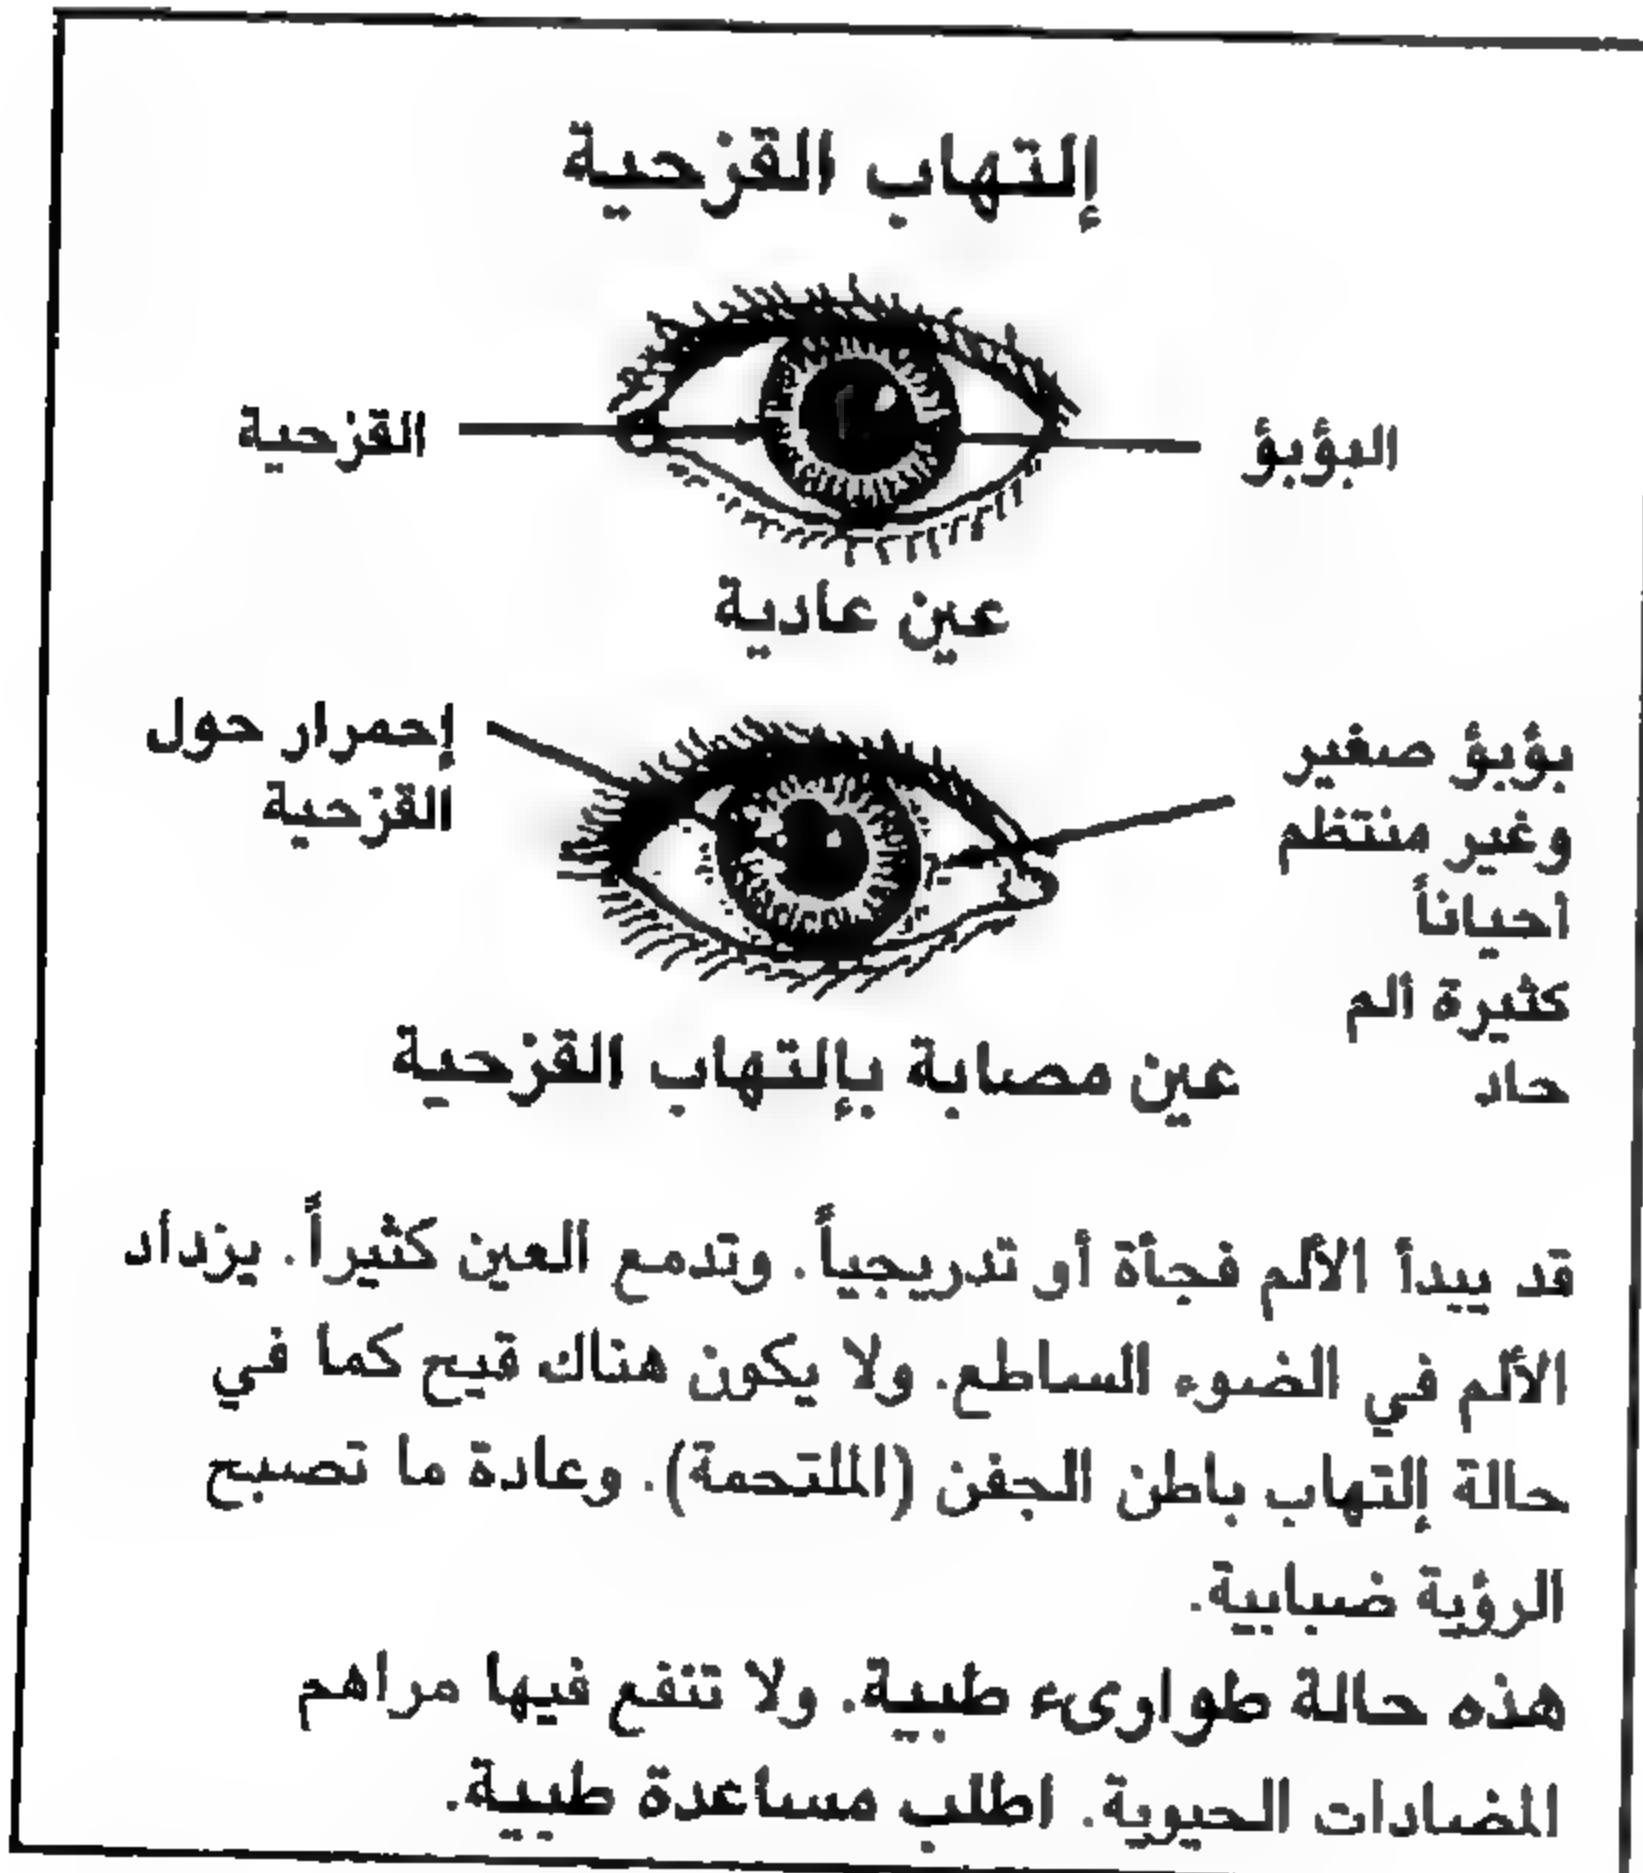 إلتهاب القزحية
البؤبؤ
القزحية
عين عادية
بؤبؤ صغير
وغير منتظم
احياناً
كثيرة ألم
حاد
إحمرار حول
القزحية
عين مصابة بإلتهاب القزحية
قد يبدأ الألم فجأة أو تدريجياً. وتدمع العين كثيراً. يزداد
الألم في الضوء الساطع. ولا يكون هناك قيح كما في
حالة إلتهاب باطن الجفن (الملتحمة). وعادة ما تصبح
الرؤية ضبابية.
هذه حالة طوارىء طبية. ولا تنفع فيها مراهم
المضادات الحيوية. اطلب مساعدة طبية.